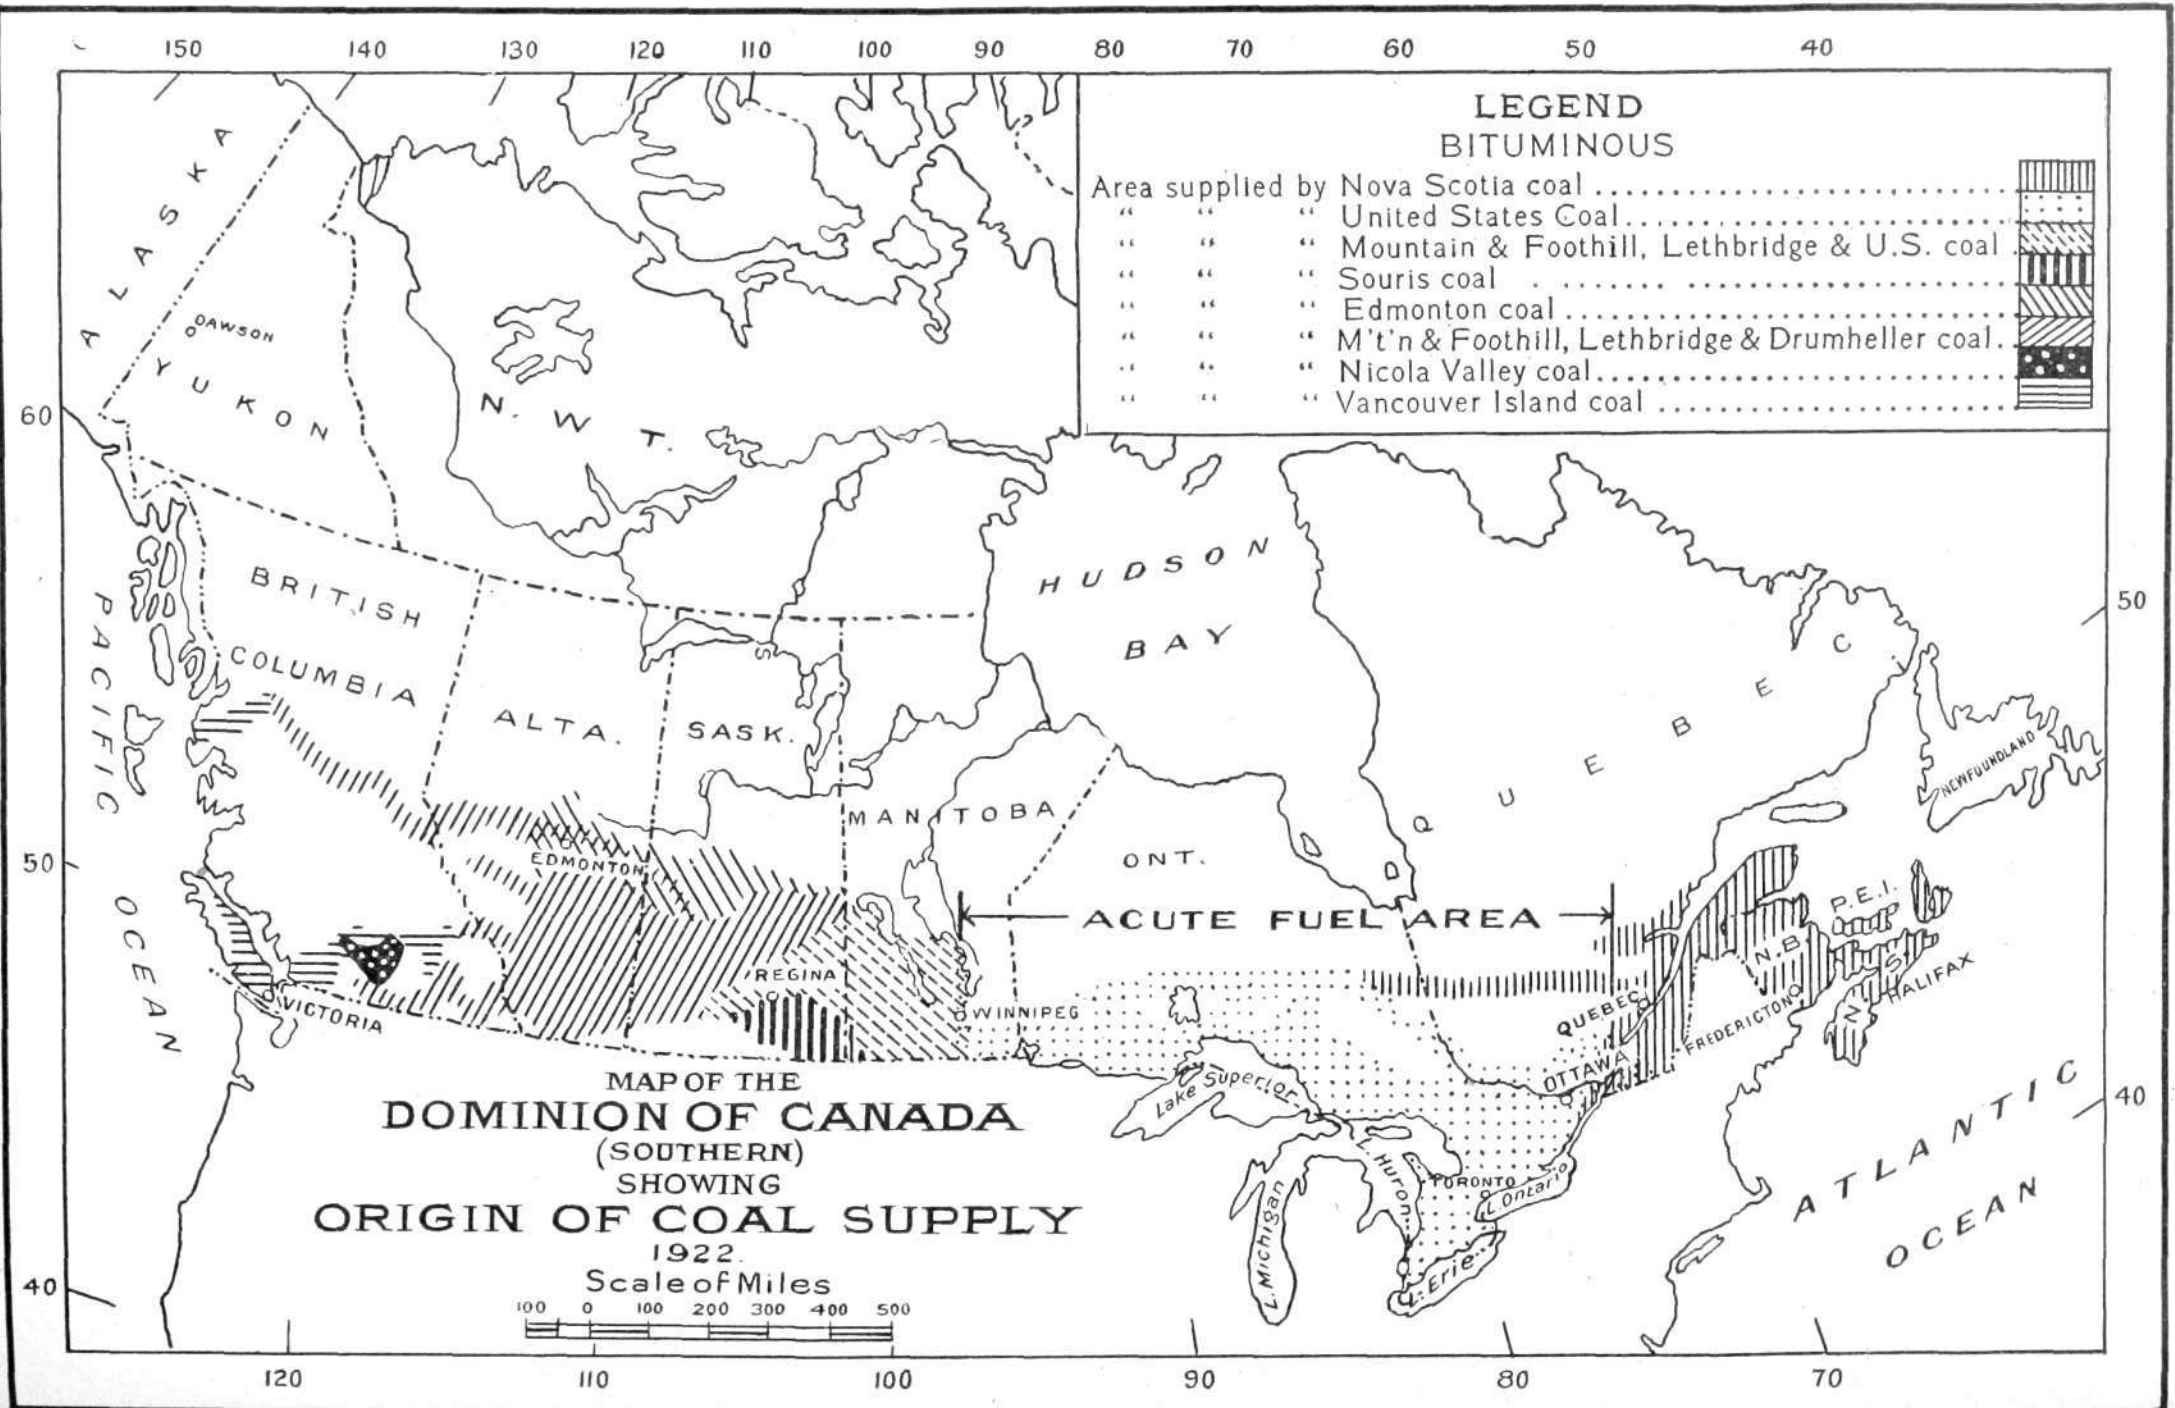 150 140 130 120 110 100 90 80 70 60 50 40
LEGEND
BITUMINOUS
Area supplied by Nova Scotia coal
“ “ “ United States Coal
“ “ “ Mountain & Foothill, Lethbridge & U.S. coal
“ “ “ Souris coal
“ “ “ Edmonton coal
“ “ “ M't'n & Foothill, Lethbridge & Drumheller coal.
“ “ “ Nicola Valley coal
“ “ “ Vancouver Island coal
ALASKA
DAWSON
YUKON
N. W. T.
60
HUDSON
BAY
BRITISH
COLUMBIA
PACIFIC
OCEAN
ALTA.
SASK.
MANITOBA
ONT.
QUEBEC
50
NEWFOUNDLAND
50
EDMONTON
ACUTE FUEL AREA
P.E.I.
N.B.
N.S.
HALIFAX
REGINA
WINNIPEG
VICTORIA
QUEBEC
FREDERICTON
OTTAWA
Lake Superior
L. Huron
TORONTO
L. Ontario
L. Michigan
L. Erie
40
ATLANTIC
OCEAN
MAP OF THE
DOMINION OF CANADA
(SOUTHERN)
SHOWING
ORIGIN OF COAL SUPPLY
1922.
Scale of Miles
100 0 100 200 300 400 500
40
120 110 100 90 80 70